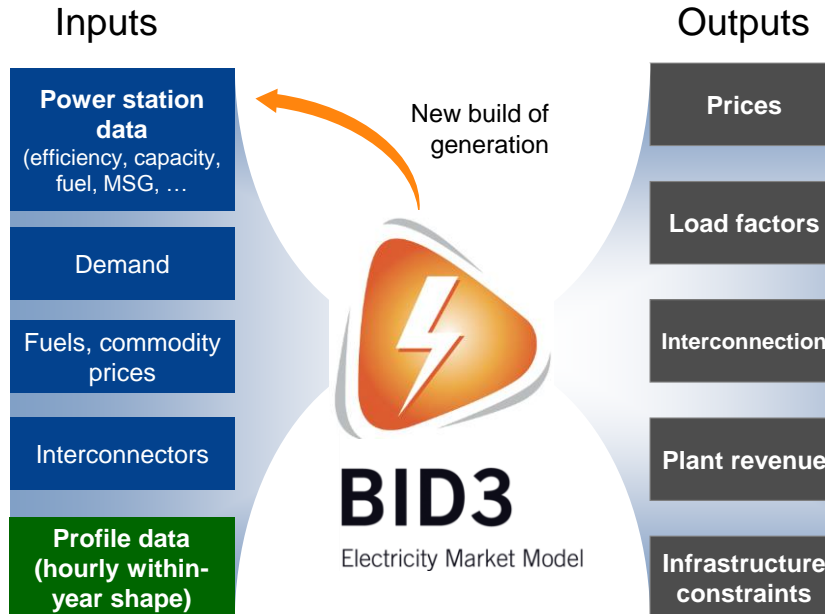 Inputs
Outputs
Power station
data
(efficiency, capacity,
fuel, MSG, …
Demand
Fuels, commodity
prices
Interconnectors
Profile data
(hourly within-
year shape)
New build of
generation
BID3
Electricity Market Model
Prices
Load factors
Interconnection
Plant revenue
Infrastructure
constraints